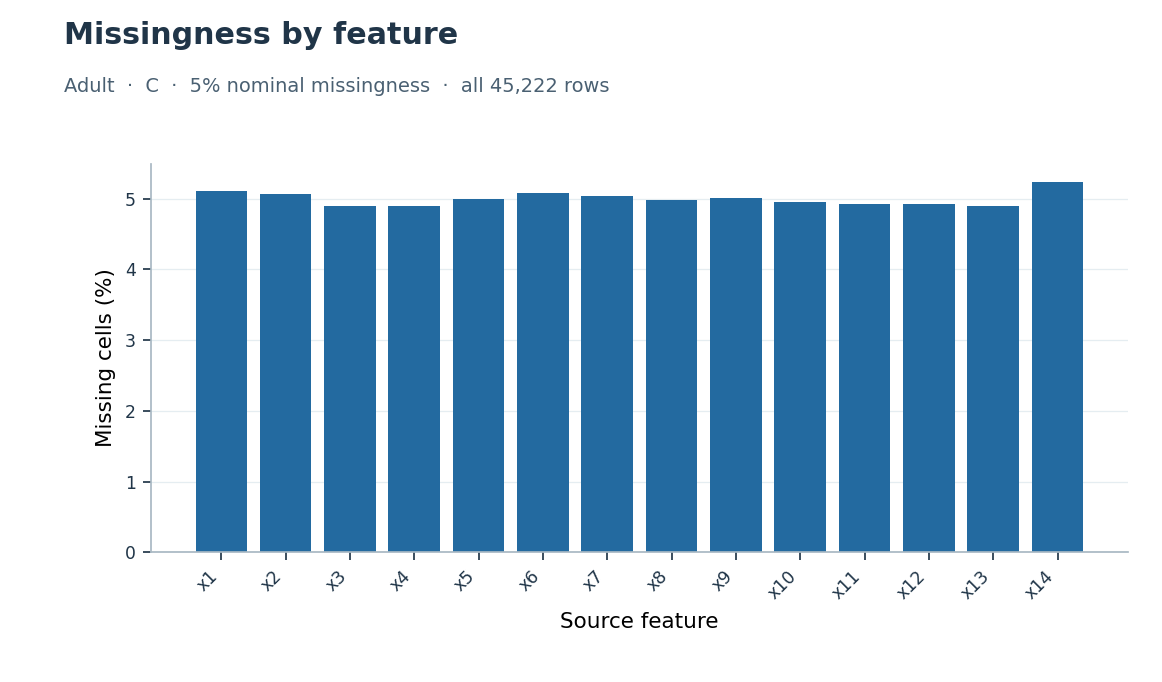 Missingness by feature
Adult · C · 5% nominal missingness · all 45,222 rows
5
4
3
2
1
0
Missing cells (%)
x1 x2 x3 x4 x5 x6 x7 x8 x9 x10 x11 x12 x13 x14
Source feature